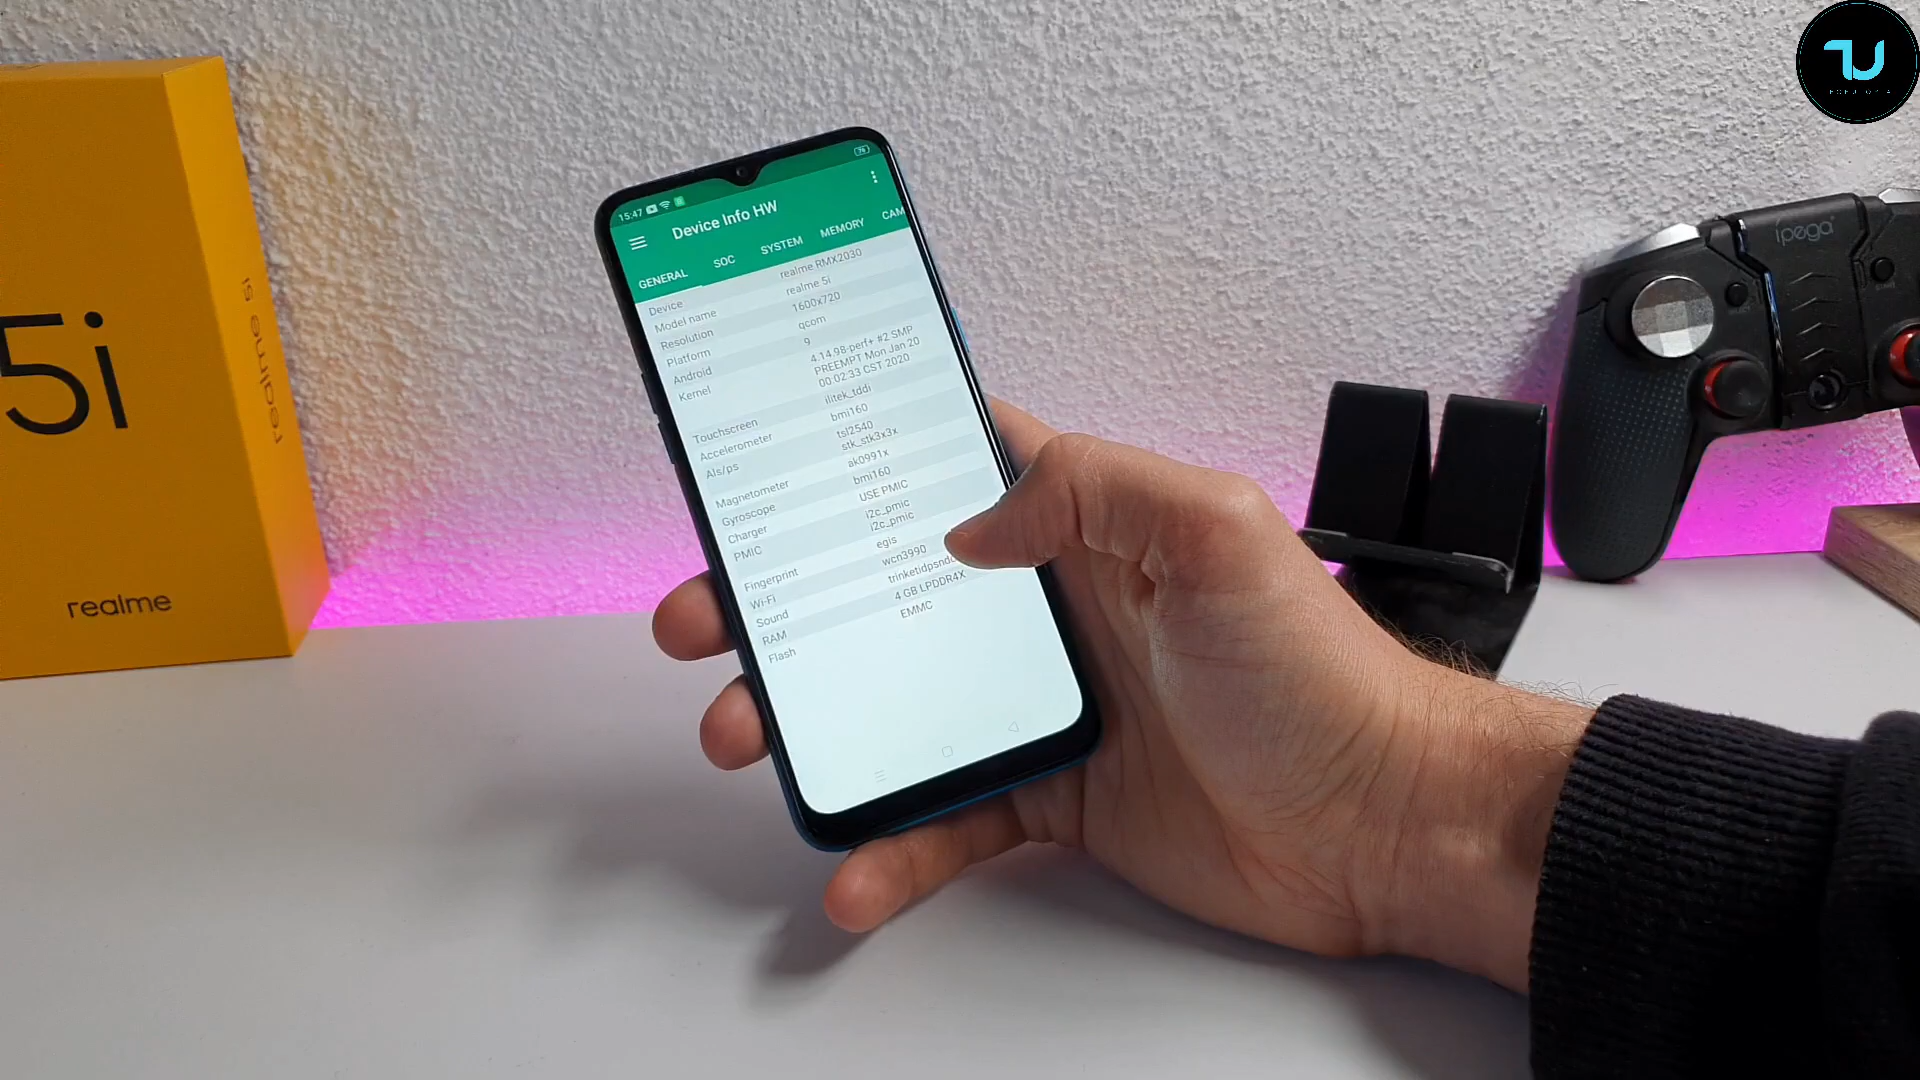 5i
realme 5i
realme
15:47
76
Device Info HW
GENERAL SOC SYSTEM MEMORY CAM
Device realme RMX2030
Model name realme 5i
Resolution 1600x720
Platform qcom
Android 9
Kernel 4.14.98-perf+ #2 SMP
PREEMPT Mon Jan 20
00:02:33 CST 2020
Touchscreen ilitek_tddi
Accelerometer bmi160
Als/ps tsl2540
stk_stk3x3x
Magnetometer ak0991x
Gyroscope bmi160
Charger USE PMIC
PMIC i2c_pmic
i2c_pmic
Fingerprint egis
Wi-Fi wcn3990
Sound trinketidpsnd
RAM 4 GB LPDDR4X
Flash EMMC
ipega
TU